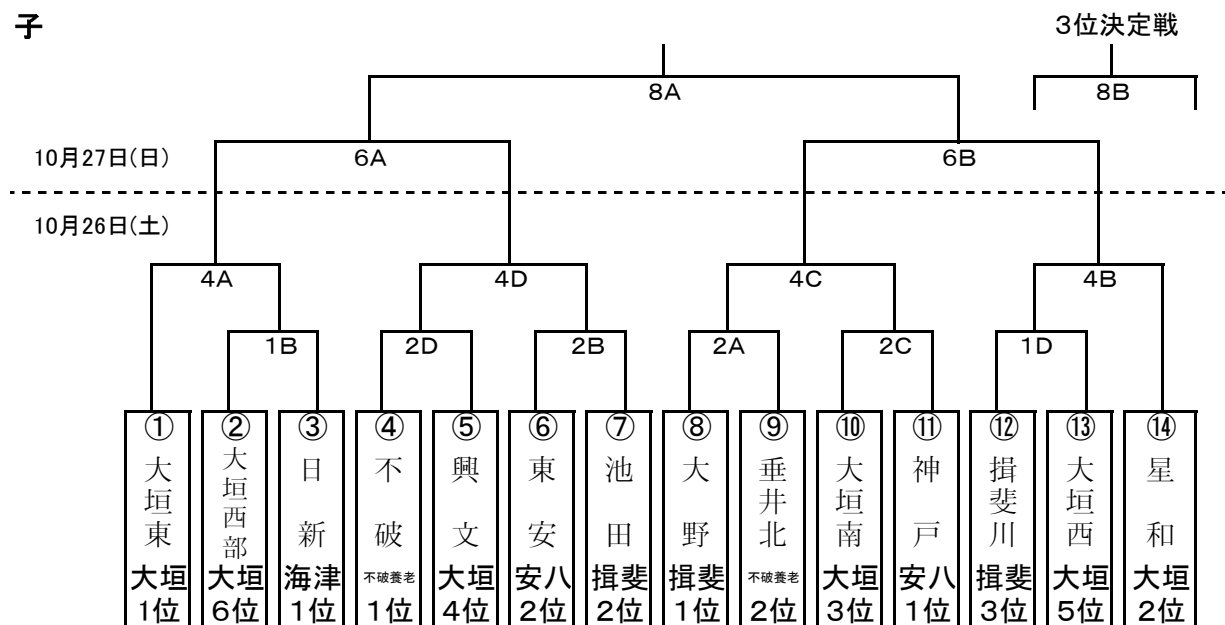 子
3位決定戦
8A
8B
10月27日(日)
6A
6B
10月26日(土)
4A
4D
4C
4B
1B
2D
2B
2A
2C
1D
① ② ③ ④ ⑤ ⑥ ⑦ ⑧ ⑨ ⑩ ⑪ ⑫ ⑬ ⑭
大垣東
大垣西部
日新
不破
興文
東安
池田
大野
垂井北
大垣南
神戸
揖斐川
大垣西
星和
大垣 大垣 海津 不破養老 大垣 安八 揖斐 揖斐 不破養老 大垣 安八 揖斐 大垣 大垣
1位 6位 1位 1位 4位 2位 2位 1位 2位 3位 1位 3位 5位 2位